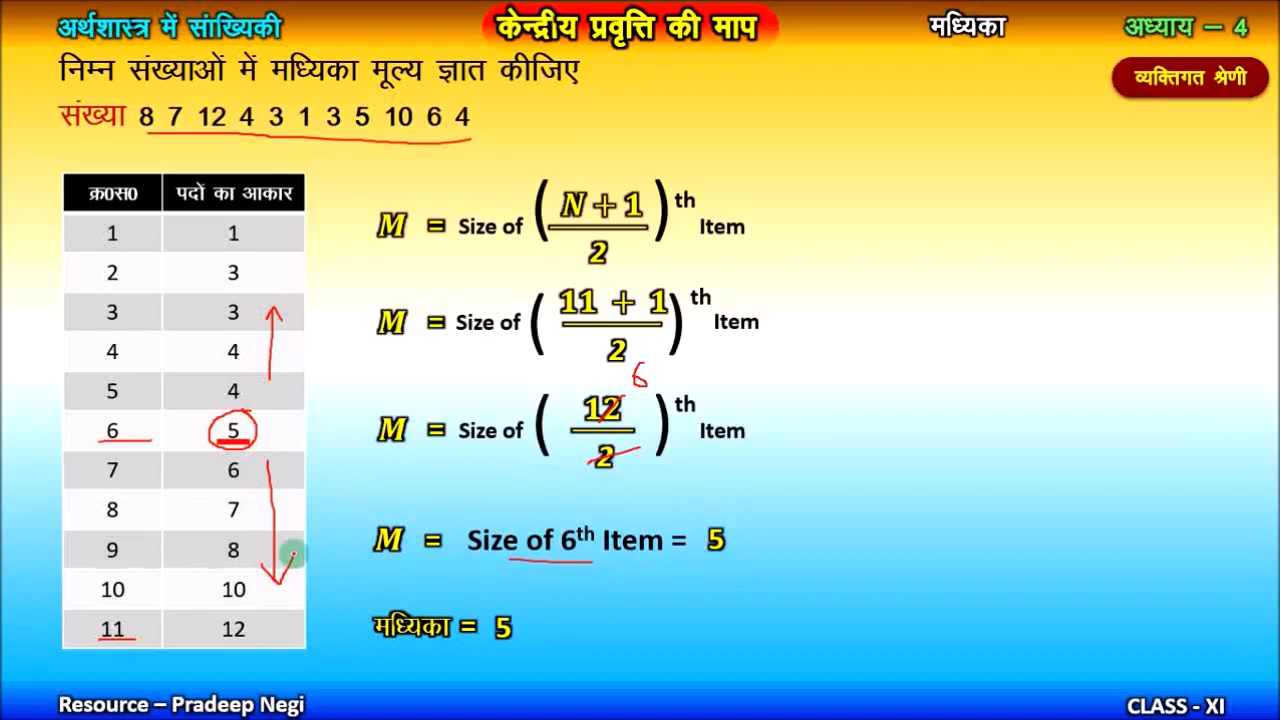 अर्थशास्त्र में सांख्यिकी
केन्द्रीय प्रवृत्ति की माप
मध्यिका
अध्याय – 4
निम्न संख्याओं में मध्यिका मूल्य ज्ञात कीजिए
व्यक्तिगत श्रेणी
संख्या 8 7 12 4 3 1 3 5 10 6 4
क्र0स0 पदों का आकार
1 1
2 3
3 3
4 4
5 4
6 5
7 6
8 7
9 8
10 10
11 12
M = Size of ( N + 1 / 2 ) th Item
M = Size of ( 11 + 1 / 2 ) th Item
6
M = Size of ( 12 / 2 ) th Item
M = Size of 6th Item = 5
मध्यिका = 5
Resource – Pradeep Negi
CLASS - XI